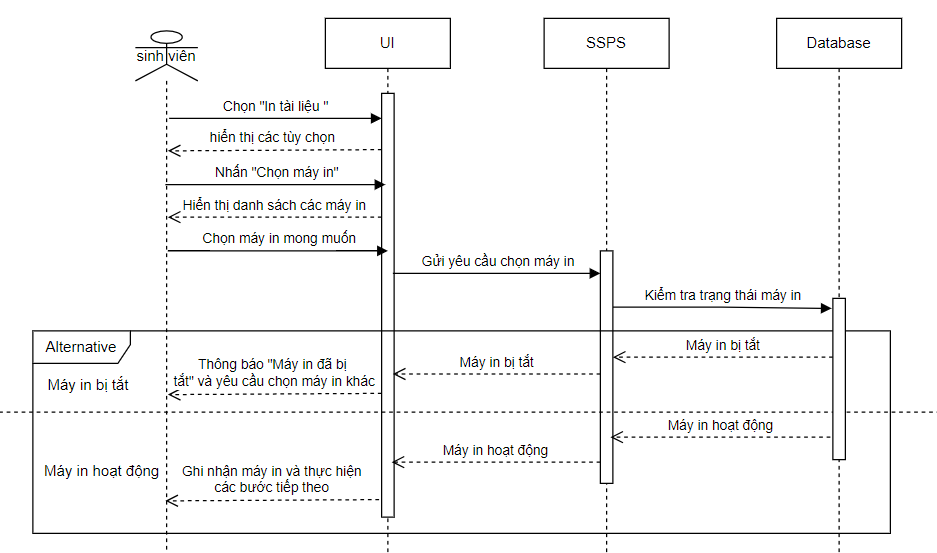 sinh viên
UI
SSPS
Database
Chọn "In tài liệu "
hiển thị các tùy chọn
Nhấn "Chọn máy in"
Hiển thị danh sách các máy in
Chọn máy in mong muốn
Gửi yêu cầu chọn máy in
Kiểm tra trạng thái máy in
Alternative
Máy in bị tắt
Máy in bị tắt
Thông báo "Máy in đã bị
tắt" và yêu cầu chọn máy in khác
Máy in bị tắt
Máy in hoạt động
Máy in hoạt động
Máy in hoạt động
Ghi nhận máy in và thực hiện
các bước tiếp theo